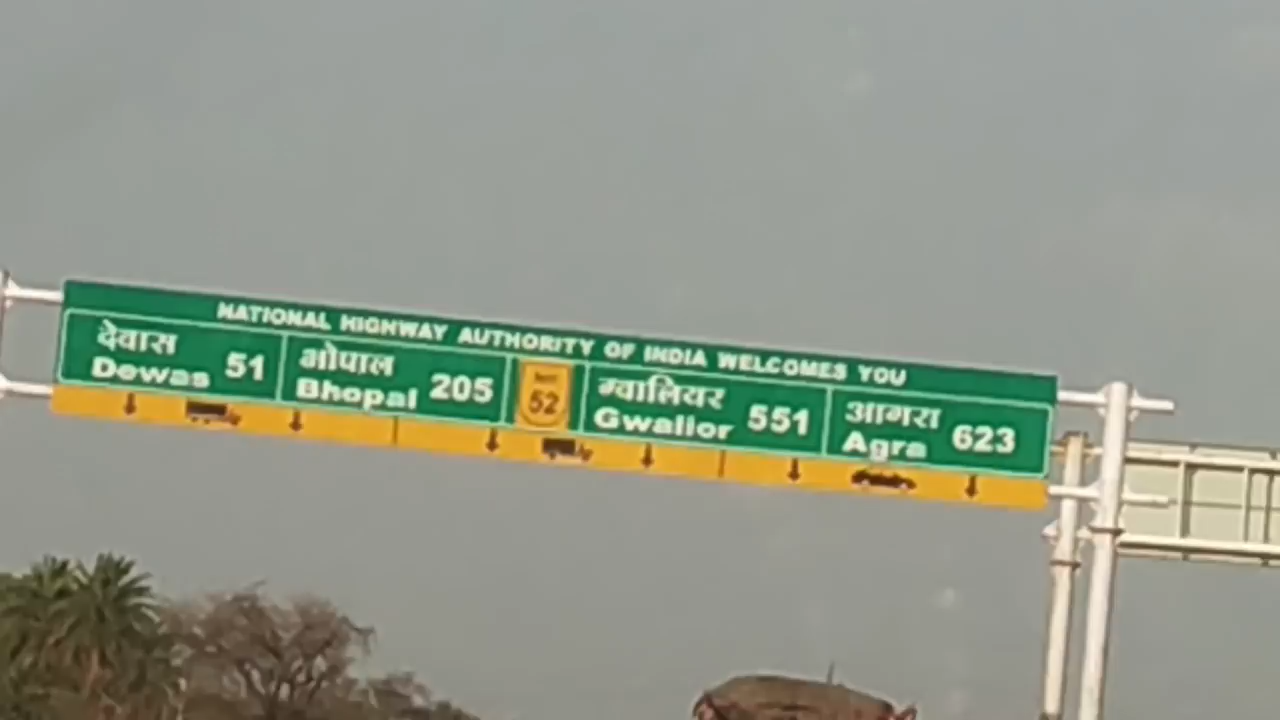 NATIONAL HIGHWAY AUTHORITY OF INDIA WELCOMES YOU
देवास
Dewas 51
भोपाल
Bhopal 205
52
ग्वालियर
Gwalior 551
आगरा
Agra 623